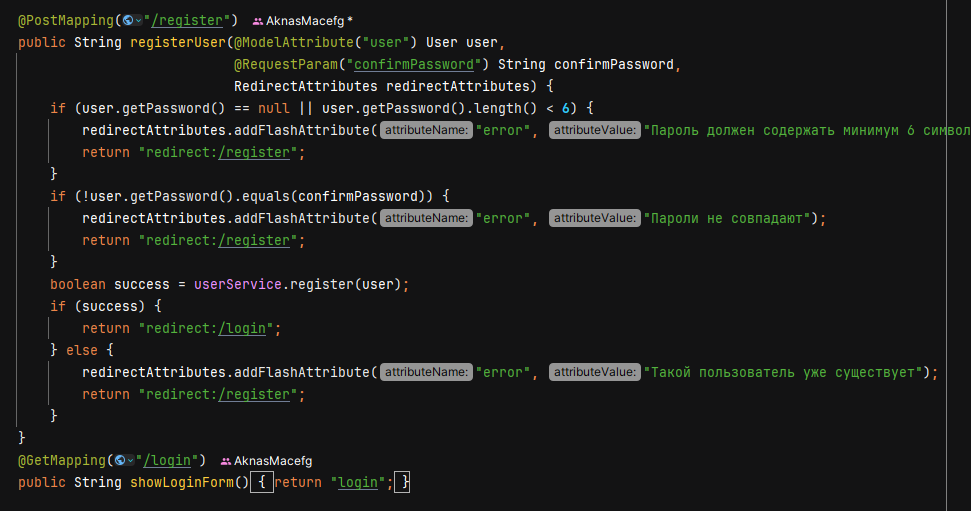 @PostMapping("/register") AknasMacefg *
public String registerUser(@ModelAttribute("user") User user,
@RequestParam("confirmPassword") String confirmPassword,
RedirectAttributes redirectAttributes) {
if (user.getPassword() == null || user.getPassword().length() < 6) {
redirectAttributes.addFlashAttribute( attributeName: "error", attributeValue: "Пароль должен содержать минимум 6 символ
return "redirect:/register";
}
if (!user.getPassword().equals(confirmPassword)) {
redirectAttributes.addFlashAttribute( attributeName: "error", attributeValue: "Пароли не совпадают");
return "redirect:/register";
}
boolean success = userService.register(user);
if (success) {
return "redirect:/login";
} else {
redirectAttributes.addFlashAttribute( attributeName: "error", attributeValue: "Такой пользователь уже существует");
return "redirect:/register";
}
}
@GetMapping("/login") AknasMacefg
public String showLoginForm() { return "login"; }